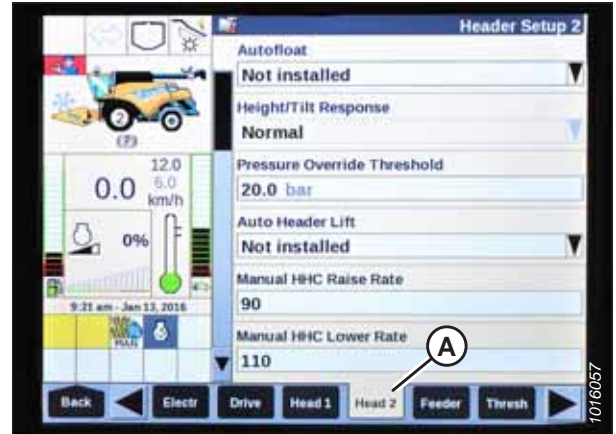 Header Setup 2
Autofloat
Not installed
Height/Tilt Response
Normal
Pressure Override Threshold
20.0 bar
Auto Header Lift
Not installed
Manual HHC Raise Rate
90
Manual HHC Lower Rate
110
2
(P)
12.0
6.0
0.0
km/h
0%
9:21 am - Jan 13, 2016
MAN
A
Back
Electr
Drive
Head 1
Head 2
Feeder
Thresh
1016057